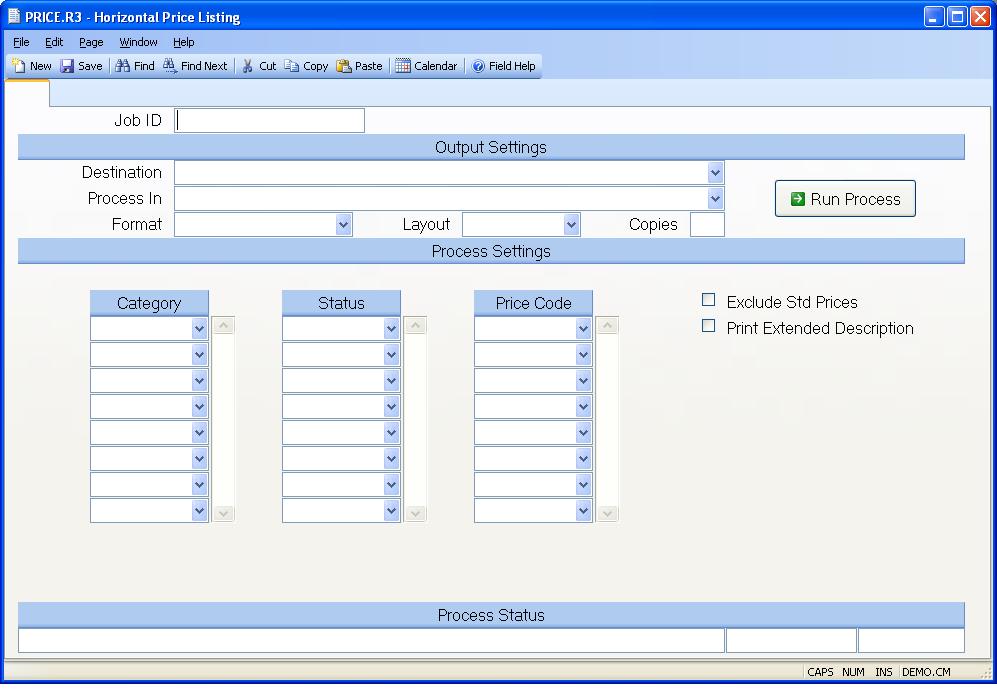 PRICE.R3 - Horizontal Price Listing
File Edit Page Window Help
New Save Find Find Next Cut Copy Paste Calendar Field Help
Job ID
Output Settings
Destination
Process In
Run Process
Format Layout Copies
Process Settings
Category Status Price Code
Exclude Std Prices
Print Extended Description
Process Status
CAPS NUM INS DEMO.CM